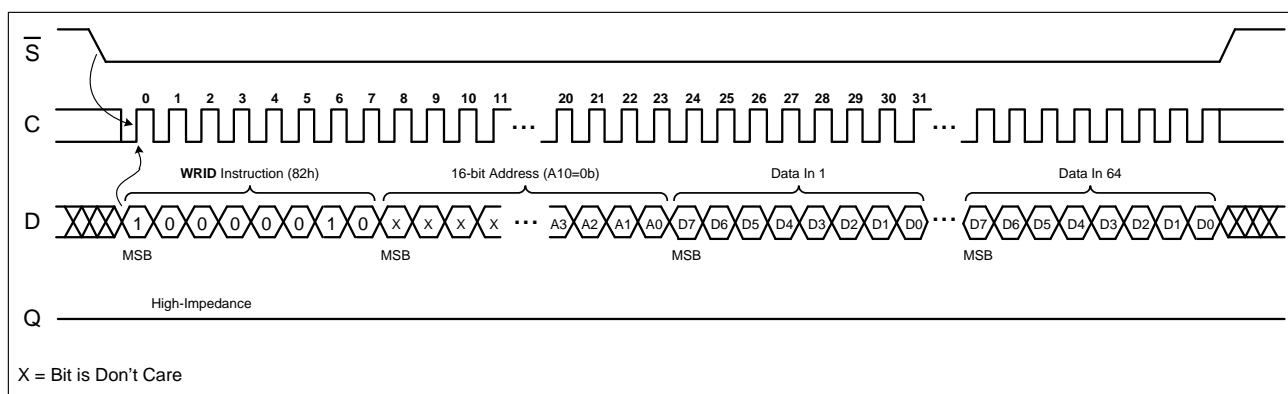 S
0 1 2 3 4 5 6 7 8 9 10 11 20 21 22 23 24 25 26 27 28 29 30 31
C ... ...
WRID Instruction (82h) 16-bit Address (A10=0b) Data In 1 Data In 64
D 1 0 0 0 0 0 1 0 X X X X ... A3 A2 A1 A0 D7 D6 D5 D4 D3 D2 D1 D0 ... D7 D6 D5 D4 D3 D2 D1 D0
MSB MSB MSB MSB
High-Impedance
Q
X = Bit is Don't Care